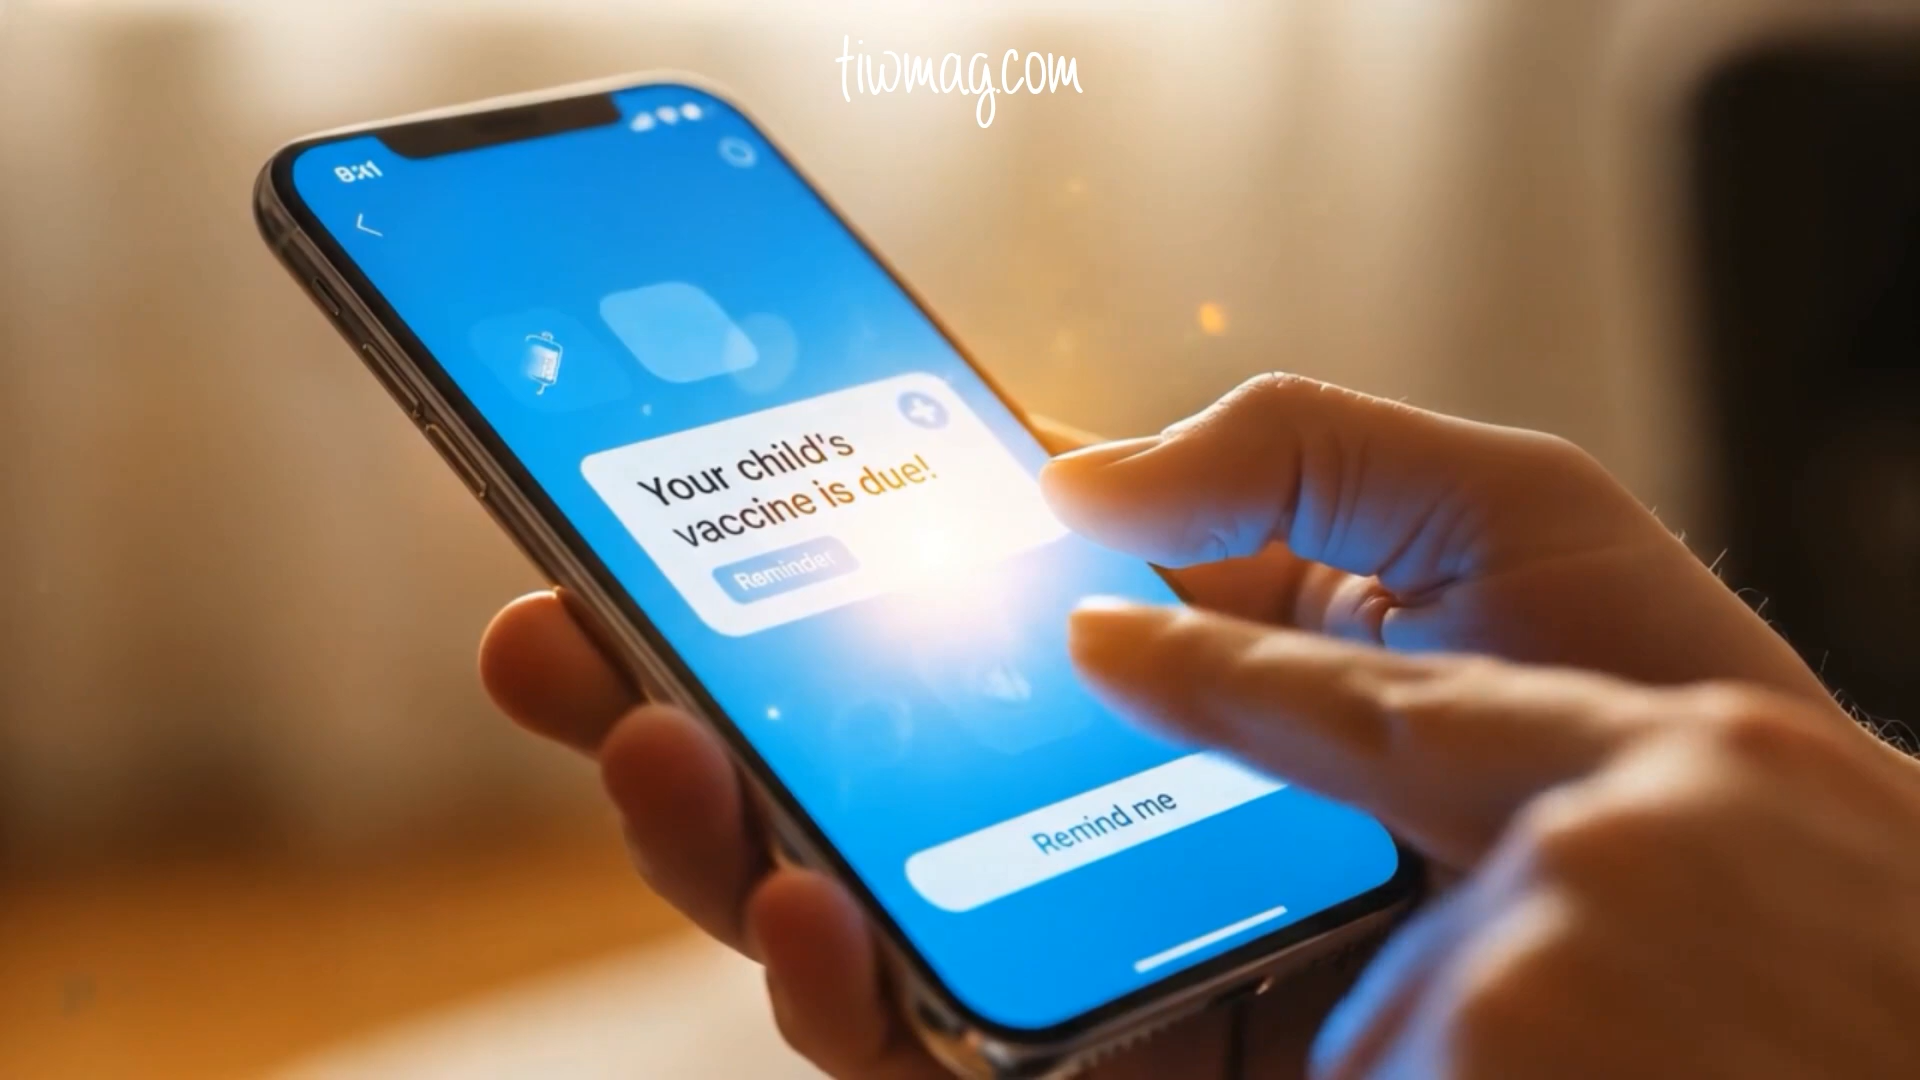 tiwmag.com
Your child's
vaccine is due!
Reminder
Remind me